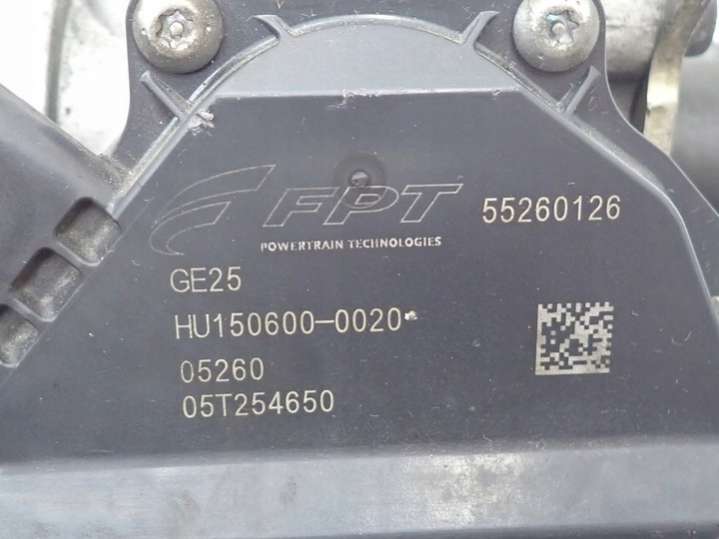 FPT 55260126
POWERTRAIN TECHNOLOGIES
GE25
HU150600-0020
05260
05T254650